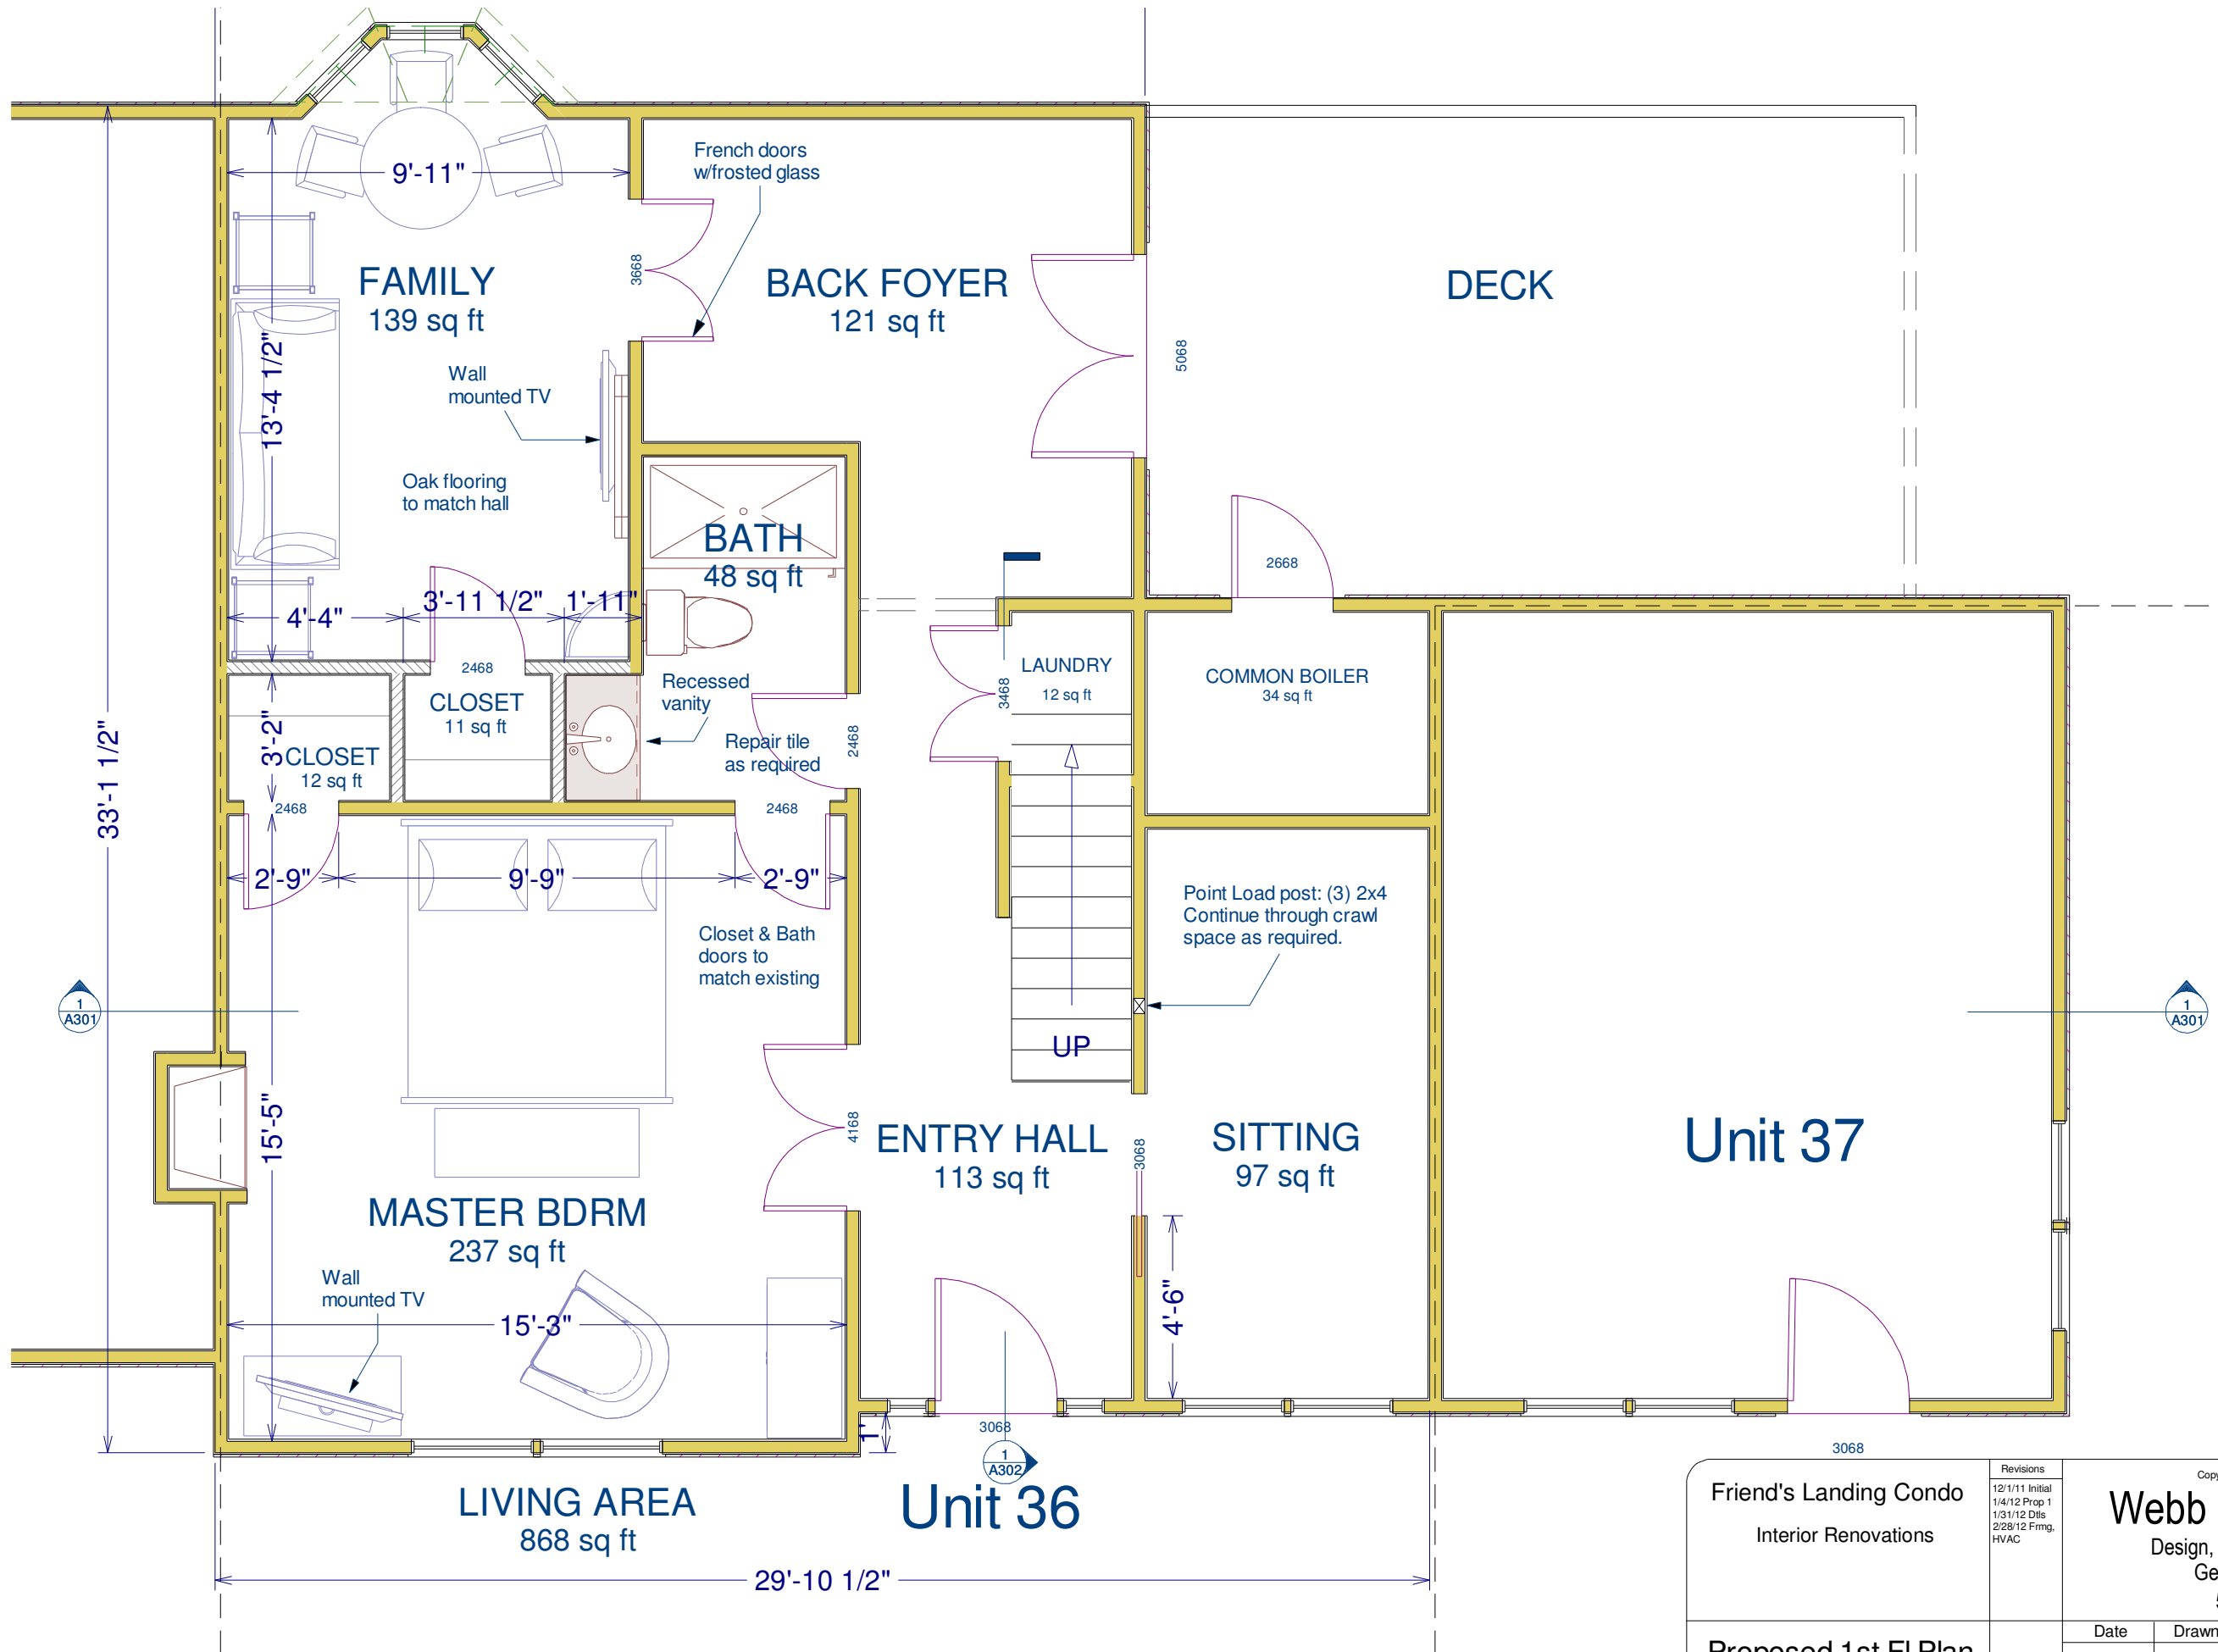 9'-11"
French doors
w/frosted glass
FAMILY
139 sq ft
3668
BACK FOYER
121 sq ft
DECK
5068
13'-4 1/2"
Wall
mounted TV
Oak flooring
to match hall
BATH
48 sq ft
2668
4'-4"
3'-11 1/2"
1'-11"
2468
CLOSET
11 sq ft
Recessed
vanity
LAUNDRY
12 sq ft
3468
COMMON BOILER
34 sq ft
33'-1 1/2"
3'-2"
CLOSET
12 sq ft
2468
Repair tile
as required
2468
2468
2'-9"
9'-9"
2'-9"
Point Load post: (3) 2x4
Continue through crawl
space as required.
Closet & Bath
doors to
match existing
1
A301
1
A301
UP
15'-5"
4168
ENTRY HALL
113 sq ft
3068
SITTING
97 sq ft
Unit 37
MASTER BDRM
237 sq ft
Wall
mounted TV
15'-3"
4'-6"
1'
3068
1
A302
3068
LIVING AREA
868 sq ft
Unit 36
29'-10 1/2"
Friend's Landing Condo
Interior Renovations
Revisions
12/1/11 Initial
1/4/12 Prop 1
1/31/12 Dtls
2/28/12 Frmg,
HVAC
Copy
Webb
Design,
Ge
Date
Drawn
Proposed 1st Fl Plan